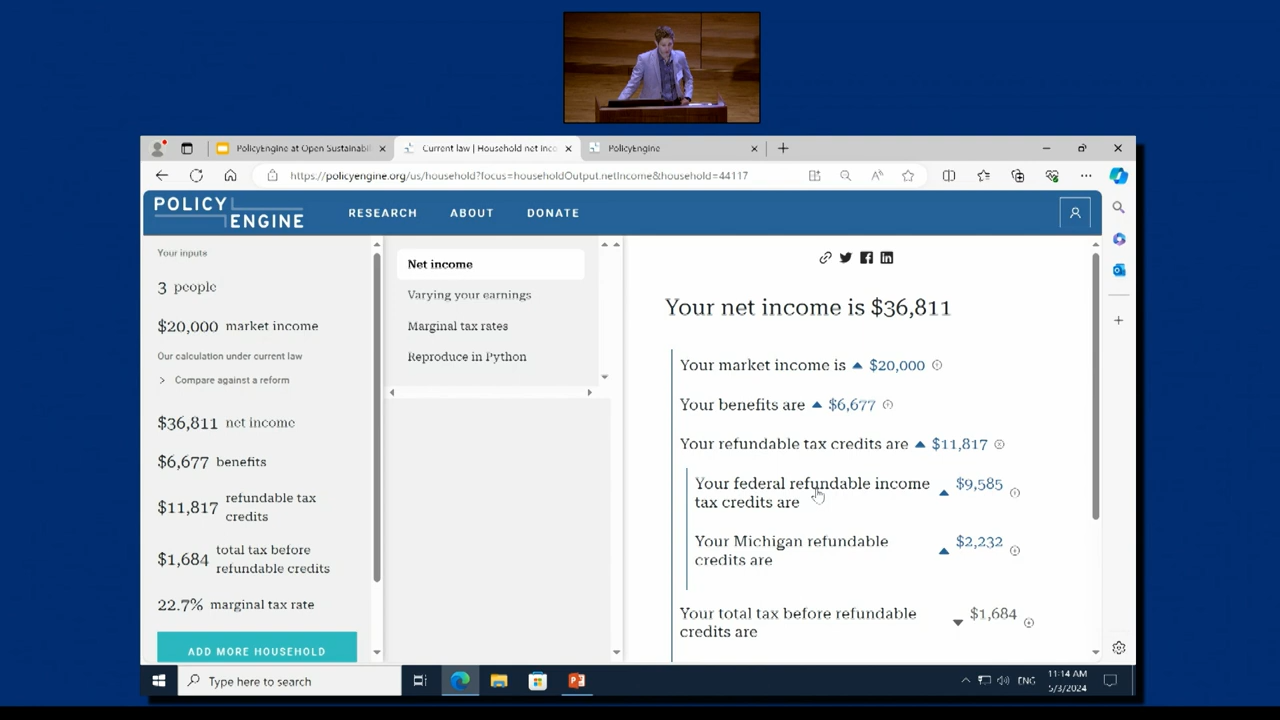 PolicyEngine at Open Sustainabil
Current law | Household net inco
PolicyEngine
https://policyengine.org/us/household?focus=householdOutput.netIncome&household=44117
POLICY
ENGINE
RESEARCH
ABOUT
DONATE
Your inputs
3 people
$20,000 market income
Our calculation under current law
Compare against a reform
$36,811 net income
$6,677 benefits
$11,817 refundable tax
credits
$1,684 total tax before
refundable credits
22.7% marginal tax rate
ADD MORE HOUSEHOLD
Net income
Varying your earnings
Marginal tax rates
Reproduce in Python
Your net income is $36,811
Your market income is $20,000
Your benefits are $6,677
Your refundable tax credits are $11,817
Your federal refundable income $9,585
tax credits are
Your Michigan refundable $2,232
credits are
Your total tax before refundable $1,684
credits are
Type here to search
ENG
11:14 AM
5/3/2024